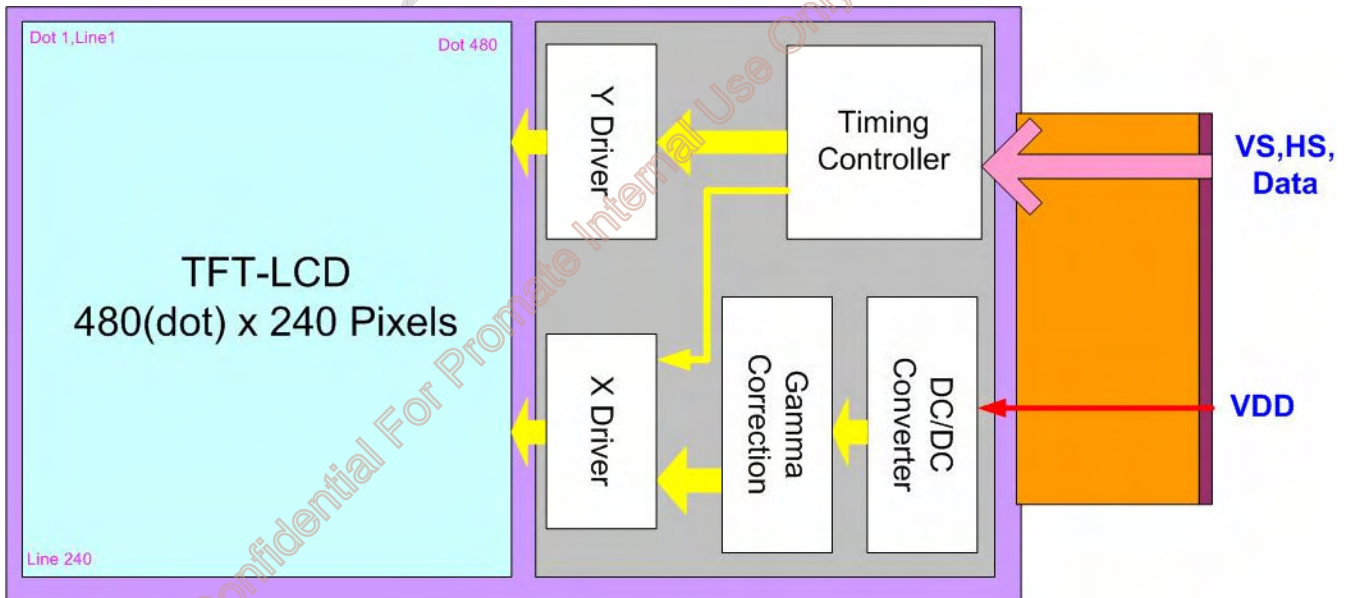 Dot 1,Line1
Dot 480
TFT-LCD
480(dot) x 240 Pixels
Line 240
Y Driver
Timing
Controller
X Driver
Gamma
Correction
DC/DC
Converter
VS,HS,
Data
VDD
onfidential For Promate Internal Use Only